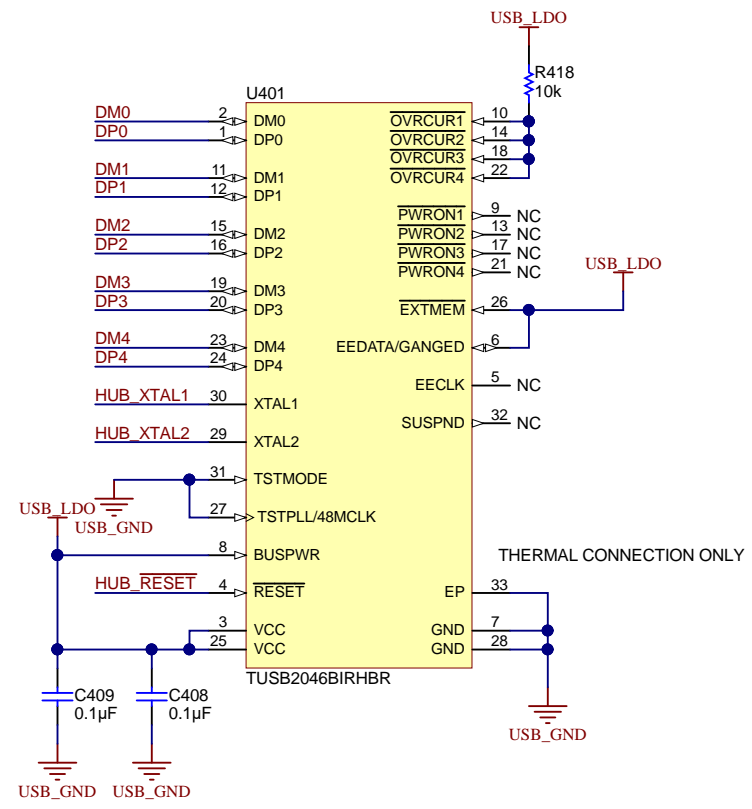 USB_LDO
R418
10k
U401
DM0 2 DM0 OVRCUR1 10
DP0 1 DP0 OVRCUR2 14
OVRCUR3 18
DM1 11 DM1 OVRCUR4 22
DP1 12 DP1
PWRON1 9 NC
DM2 15 DM2 PWRON2 13 NC
DP2 16 DP2 PWRON3 17 NC
PWRON4 21 NC
USB_LDO
DM3 19 DM3
DP3 20 DP3 EXTMEM 26
DM4 23 DM4 EEDATA/GANGED 6
DP4 24 DP4
EECLK 5 NC
HUB_XTAL1 30 XTAL1
SUSPND 32 NC
HUB_XTAL2 29 XTAL2
31 TSTMODE
USB_LDO
USB_GND
27 TSTPLL/48MCLK
8 BUSPWR
THERMAL CONNECTION ONLY
HUB_RESET 4 RESET EP 33
3 VCC GND 7
25 VCC GND 28
TUSB2046BIRHBR
C409
0.1µF
C408
0.1µF
USB_GND
USB_GND
USB_GND